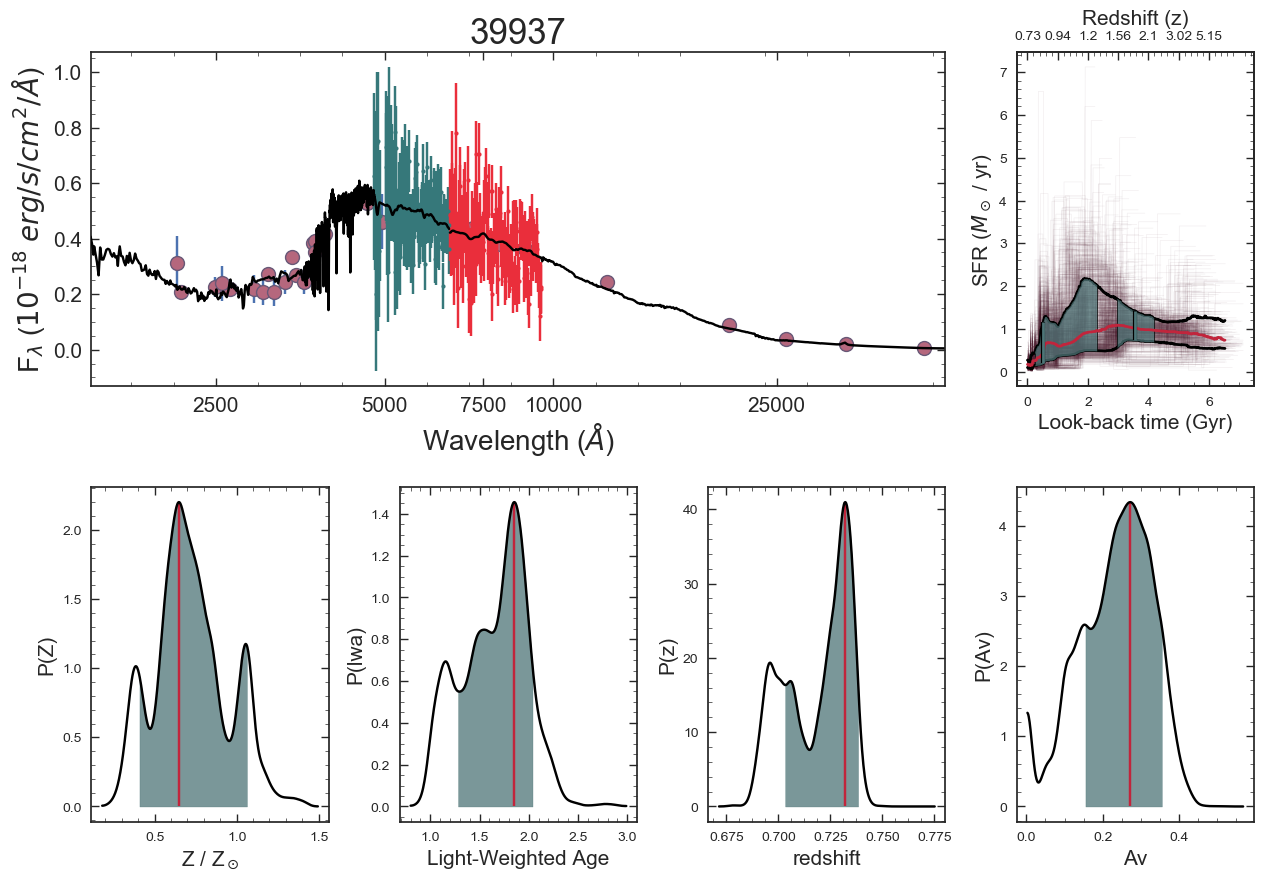 39937
F_λ (10^−18 erg/s/cm^2/Å)
1.0
0.8
0.6
0.4
0.2
0.0
2500 5000 7500 10000 25000
Wavelength (Å)
Redshift (z)
0.73 0.94 1.2 1.56 2.1 3.02 5.15
SFR (M_⊙ / yr)
7
6
5
4
3
2
1
0
0 2 4 6
Look-back time (Gyr)
P(Z)
2.0
1.5
1.0
0.5
0.0
0.5 1.0 1.5
Z / Z_⊙
P(lwa)
1.4
1.2
1.0
0.8
0.6
0.4
0.2
0.0
1.0 1.5 2.0 2.5 3.0
Light-Weighted Age
P(z)
40
30
20
10
0
0.675 0.700 0.725 0.750 0.775
redshift
P(Av)
4
3
2
1
0
0.0 0.2 0.4
Av